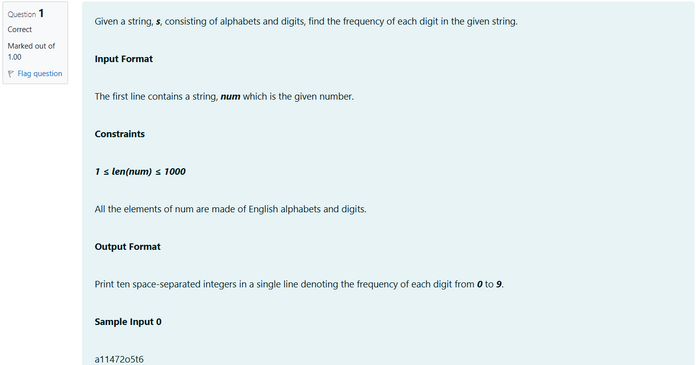 Question 1
Correct
Marked out of
1.00
Flag question
Given a string, s, consisting of alphabets and digits, find the frequency of each digit in the given string.
Input Format
The first line contains a string, num which is the given number.
Constraints
1 ≤ len(num) ≤ 1000
All the elements of num are made of English alphabets and digits.
Output Format
Print ten space-separated integers in a single line denoting the frequency of each digit from 0 to 9.
Sample Input 0
a11472o5t6